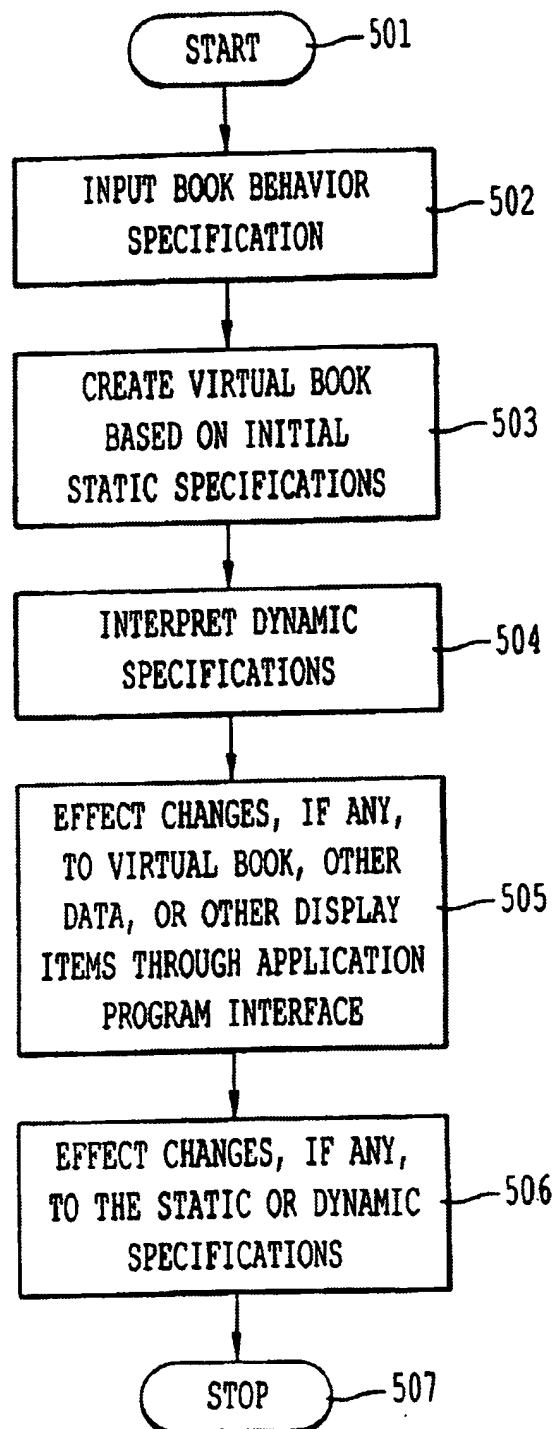 START
501
INPUT BOOK BEHAVIOR
SPECIFICATION
502
CREATE VIRTUAL BOOK
BASED ON INITIAL
STATIC SPECIFICATIONS
503
INTERPRET DYNAMIC
SPECIFICATIONS
504
EFFECT CHANGES, IF ANY,
TO VIRTUAL BOOK, OTHER
DATA, OR OTHER DISPLAY
ITEMS THROUGH APPLICATION
PROGRAM INTERFACE
505
EFFECT CHANGES, IF ANY,
TO THE STATIC OR DYNAMIC
SPECIFICATIONS
506
STOP
507